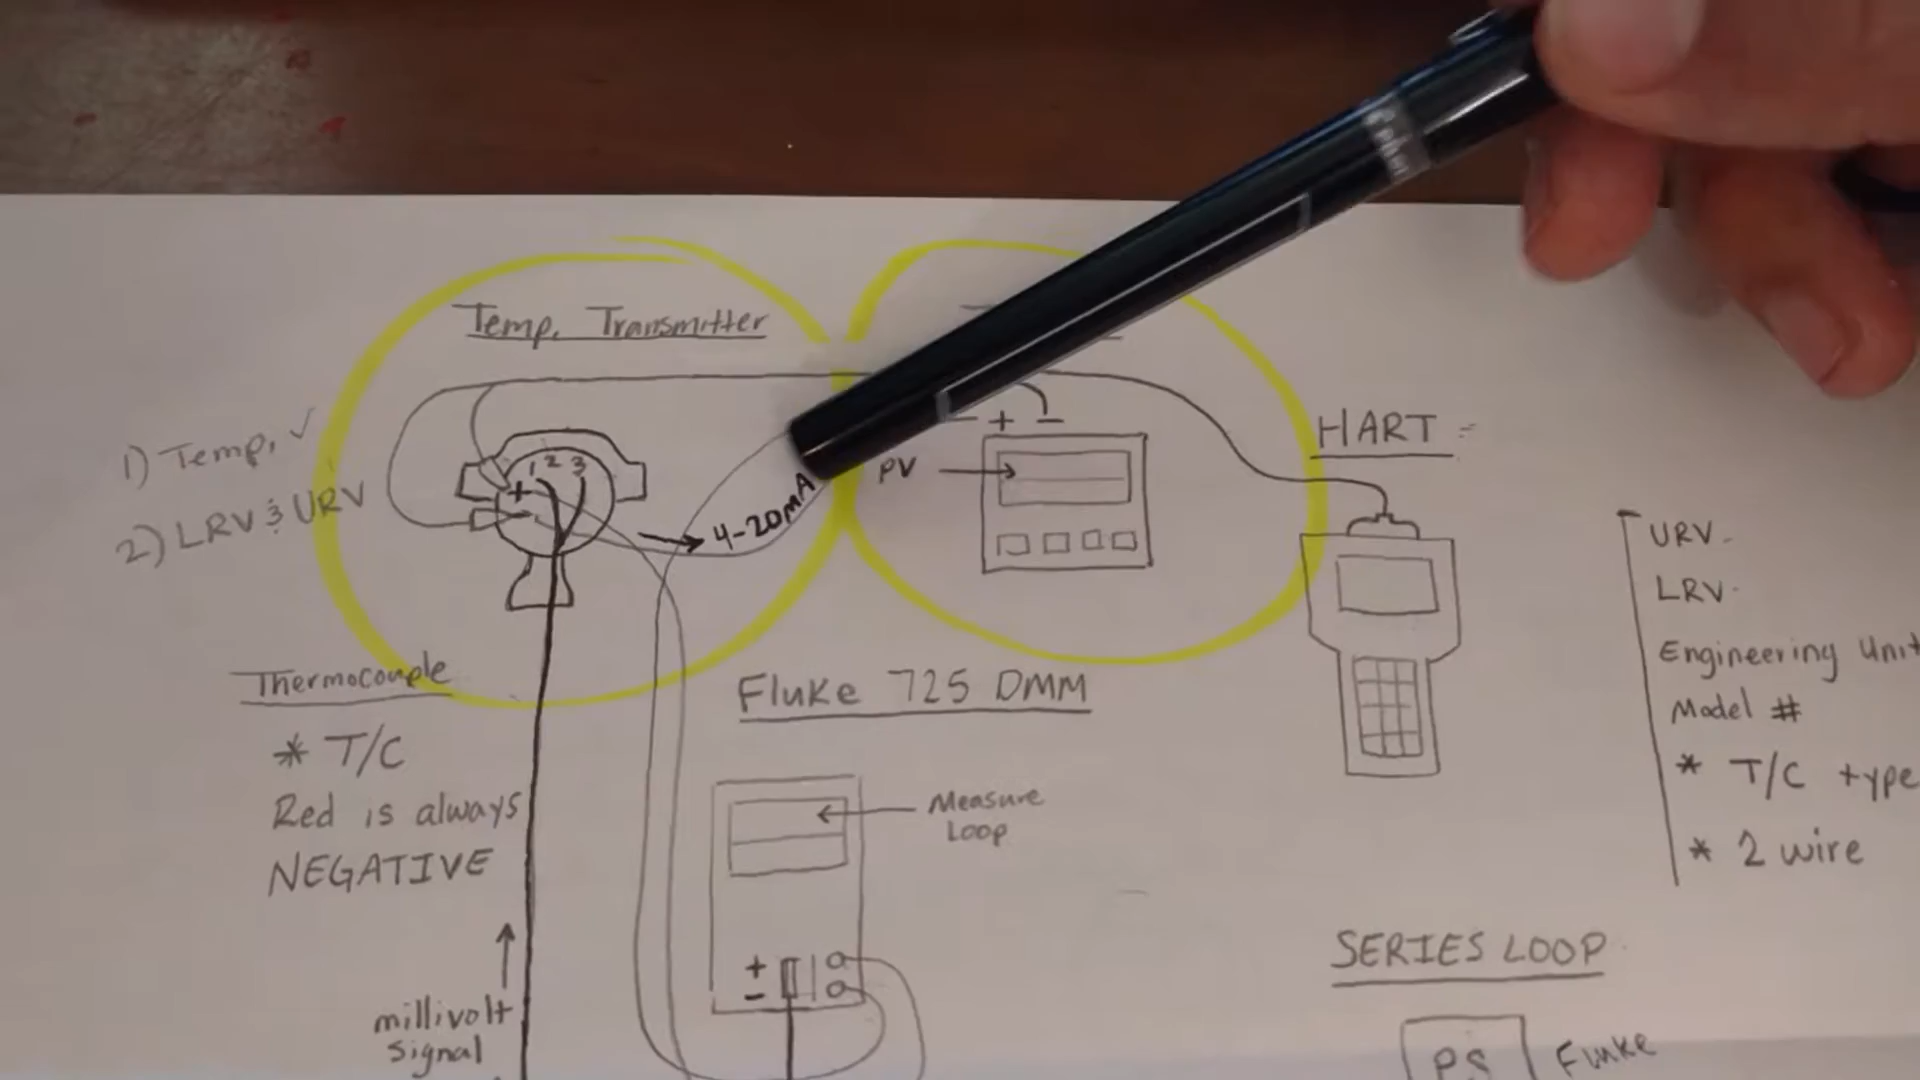 Temp. Transmitter
1) Temp. ✓
2) LRV & URV
1 2 3
+
-
4-20mA
+ -
PV
HART
URV
LRV
Engineering Unit
Model #
* T/C type
* 2 wire
Thermocouple
* T/C
Red is always
NEGATIVE
millivolt
signal
Fluke 725 DMM
Measure
Loop
+
-
SERIES LOOP
PS
Fluke